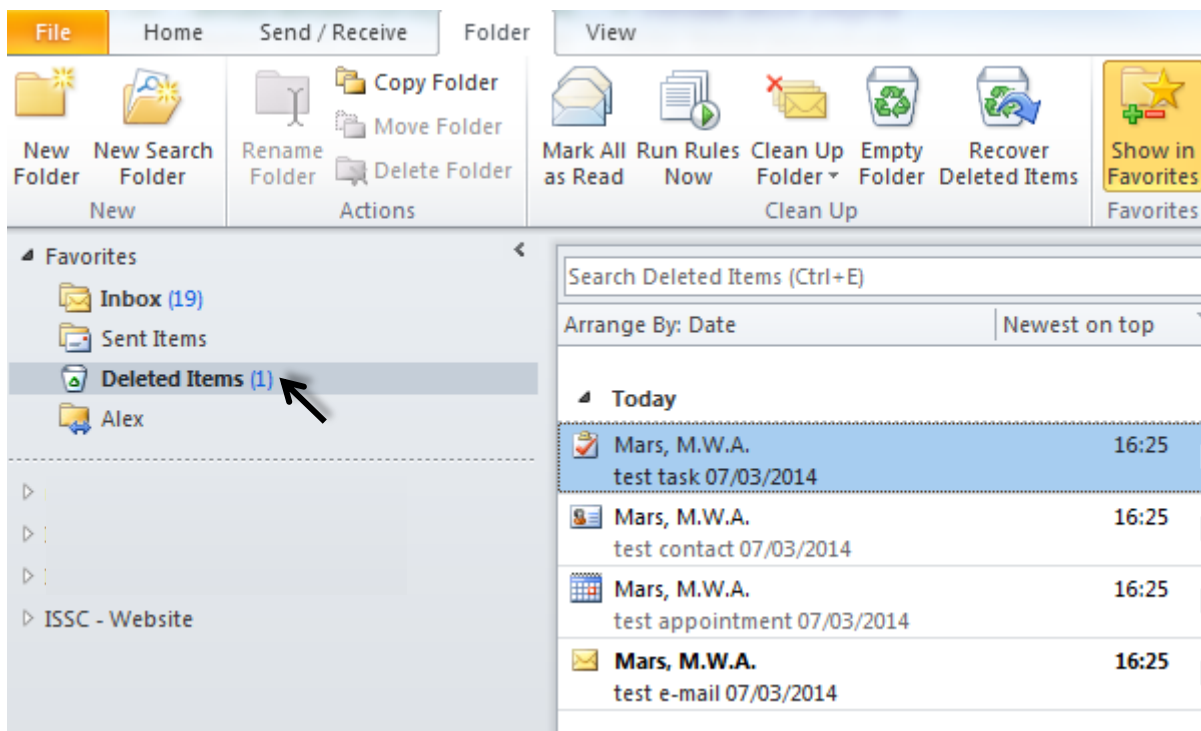 File Home Send / Receive Folder View
New Folder
New Search Folder
New
Rename Folder
Copy Folder
Move Folder
Delete Folder
Actions
Mark All as Read
Run Rules Now
Clean Up Folder
Empty Folder
Recover Deleted Items
Clean Up
Show in Favorites
Favorites
Favorites
Inbox (19)
Sent Items
Deleted Items (1)
Alex
ISSC - Website
Search Deleted Items (Ctrl+E)
Arrange By: Date Newest on top
Today
Mars, M.W.A. 16:25
test task 07/03/2014
Mars, M.W.A. 16:25
test contact 07/03/2014
Mars, M.W.A. 16:25
test appointment 07/03/2014
Mars, M.W.A. 16:25
test e-mail 07/03/2014